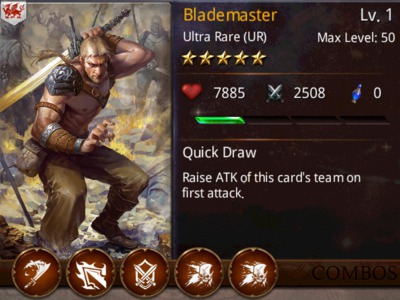 Blademaster
Lv. 1
Ultra Rare (UR)
Max Level: 50
7885
2508
0
Quick Draw
Raise ATK of this card's team on
first attack.
COMBOS